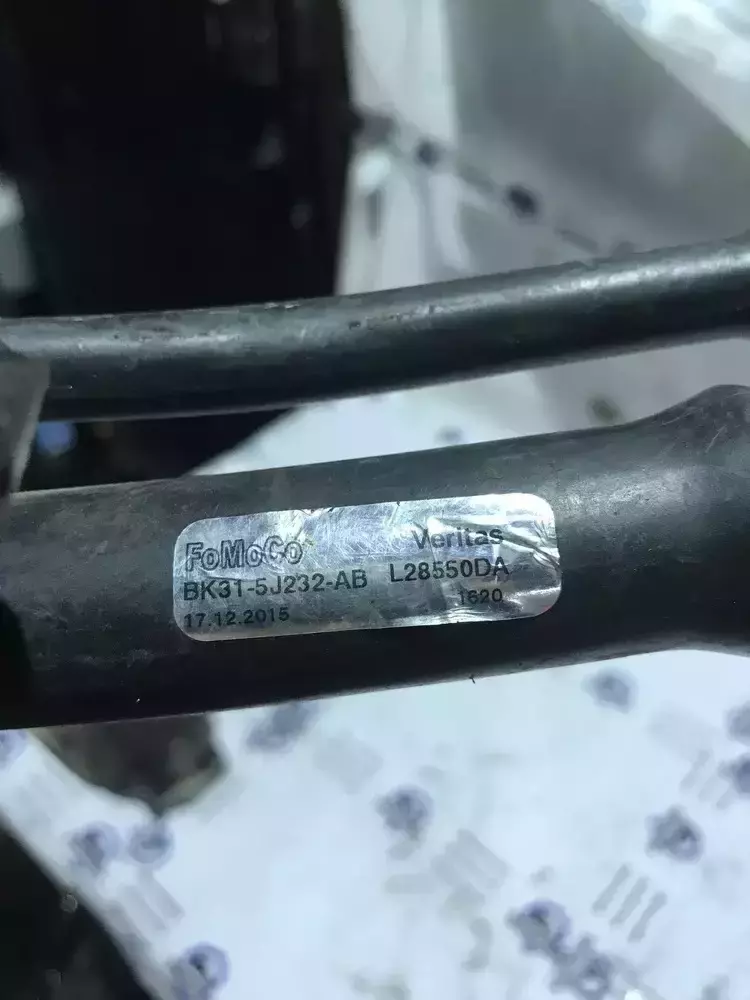 FoMoCo Veritas
BK31-5J232-AB L28550DA
17.12.2015 1620